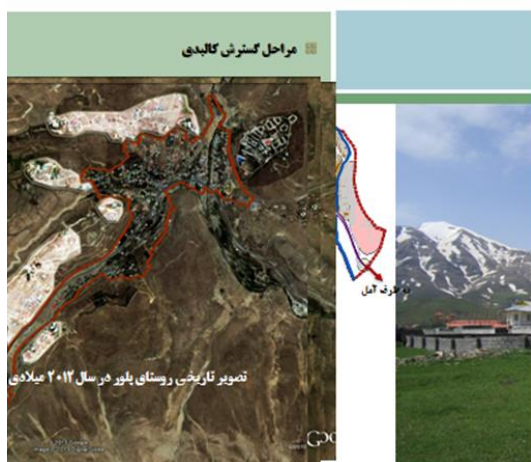 مراحل گسترش کالبدی
به طرف آمل
تصویر تاریخی روستای پلور در سال ۲۰۱۲ میلادی